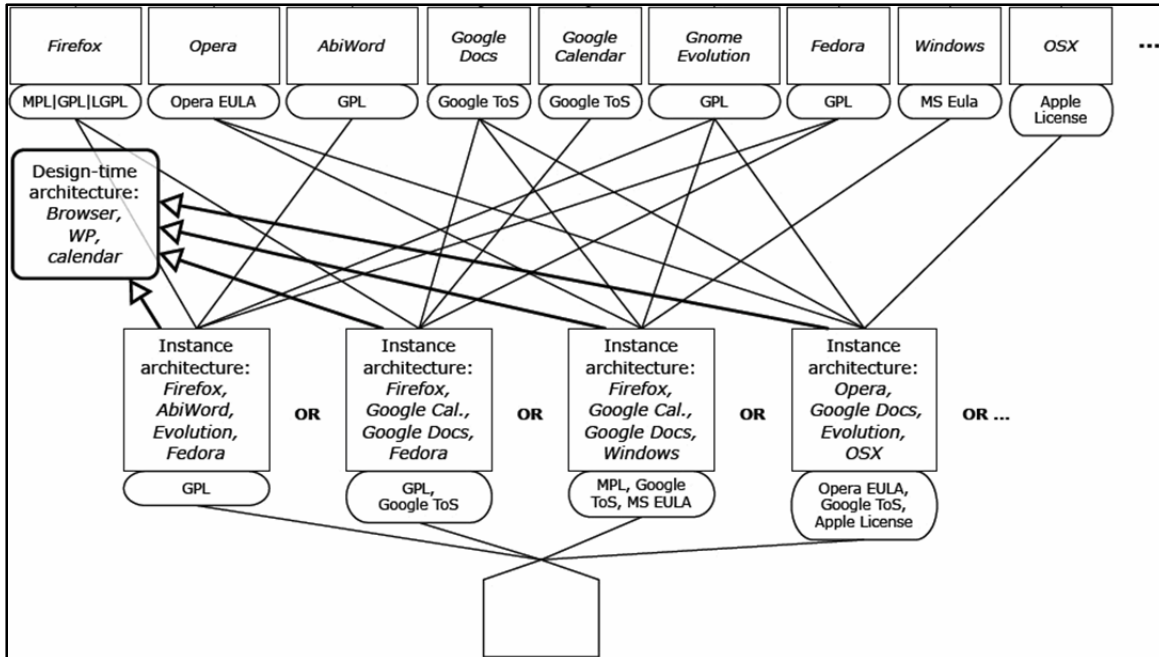 Firefox
Opera
AbiWord
Google
Docs
Google
Calendar
Gnome
Evolution
Fedora
Windows
OSX
...
MPL|GPL|LGPL
Opera EULA
GPL
Google ToS
Google ToS
GPL
GPL
MS Eula
Apple
License
Design-time
architecture:
Browser,
WP,
calendar
Instance
architecture:
Firefox,
AbiWord,
Evolution,
Fedora
OR
Instance
architecture:
Firefox,
Google Cal.,
Google Docs,
Fedora
OR
Instance
architecture:
Firefox,
Google Cal.,
Google Docs,
Windows
OR
Instance
architecture:
Opera,
Google Docs,
Evolution,
OSX
OR ...
GPL
GPL,
Google ToS
MPL, Google
ToS, MS EULA
Opera EULA,
Google ToS,
Apple License